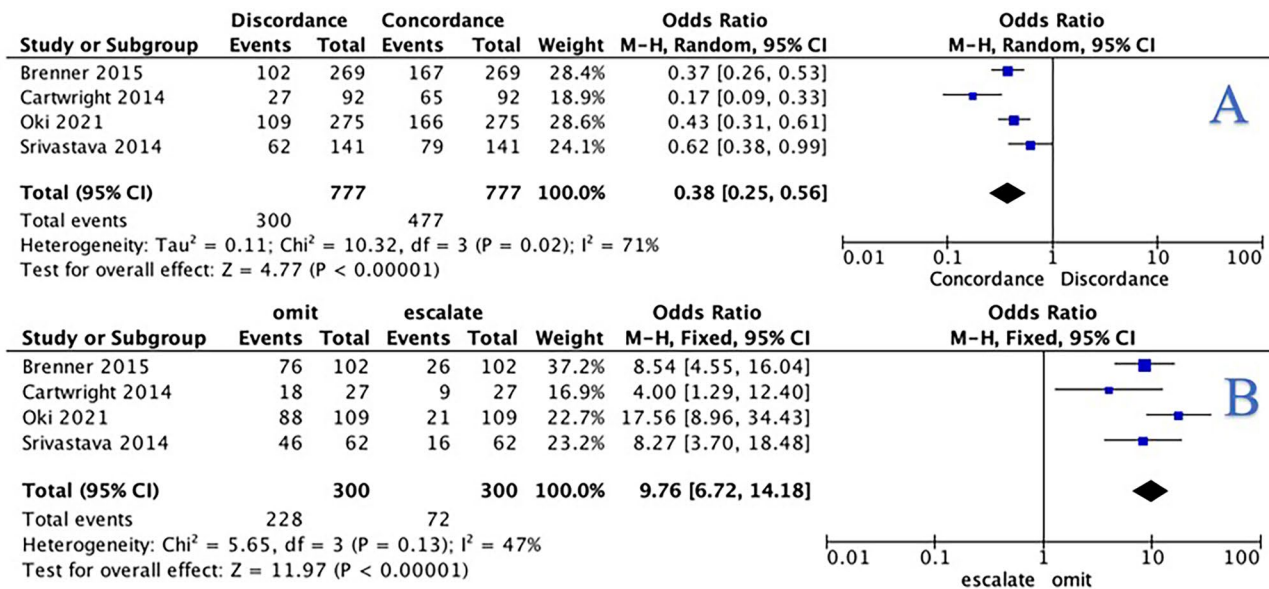 Discordance Concordance Odds Ratio Odds Ratio
Study or Subgroup Events Total Events Total Weight M-H, Random, 95% CI M-H, Random, 95% CI
Brenner 2015 102 269 167 269 28.4% 0.37 [0.26, 0.53]
Cartwright 2014 27 92 65 92 18.9% 0.17 [0.09, 0.33]
Oki 2021 109 275 166 275 28.6% 0.43 [0.31, 0.61]
Srivastava 2014 62 141 79 141 24.1% 0.62 [0.38, 0.99]
A
Total (95% CI) 777 777 100.0% 0.38 [0.25, 0.56]
Total events 300 477
Heterogeneity: Tau² = 0.11; Chi² = 10.32, df = 3 (P = 0.02); I² = 71%
Test for overall effect: Z = 4.77 (P < 0.00001)
0.01 0.1 1 10 100
Concordance Discordance
omit escalate Odds Ratio Odds Ratio
Study or Subgroup Events Total Events Total Weight M-H, Fixed, 95% CI M-H, Fixed, 95% CI
Brenner 2015 76 102 26 102 37.2% 8.54 [4.55, 16.04]
Cartwright 2014 18 27 9 27 16.9% 4.00 [1.29, 12.40]
Oki 2021 88 109 21 109 22.7% 17.56 [8.96, 34.43]
Srivastava 2014 46 62 16 62 23.2% 8.27 [3.70, 18.48]
B
Total (95% CI) 300 300 100.0% 9.76 [6.72, 14.18]
Total events 228 72
Heterogeneity: Chi² = 5.65, df = 3 (P = 0.13); I² = 47%
Test for overall effect: Z = 11.97 (P < 0.00001)
0.01 0.1 1 10 100
escalate omit